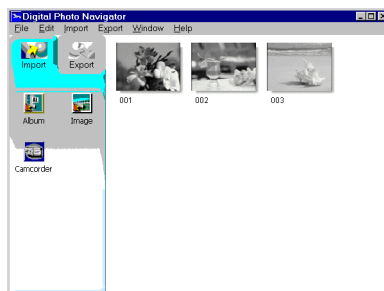 Digital Photo Navigator
File Edit Import Export Window Help
Import Export
001 002 003
Album Image
Camcorder